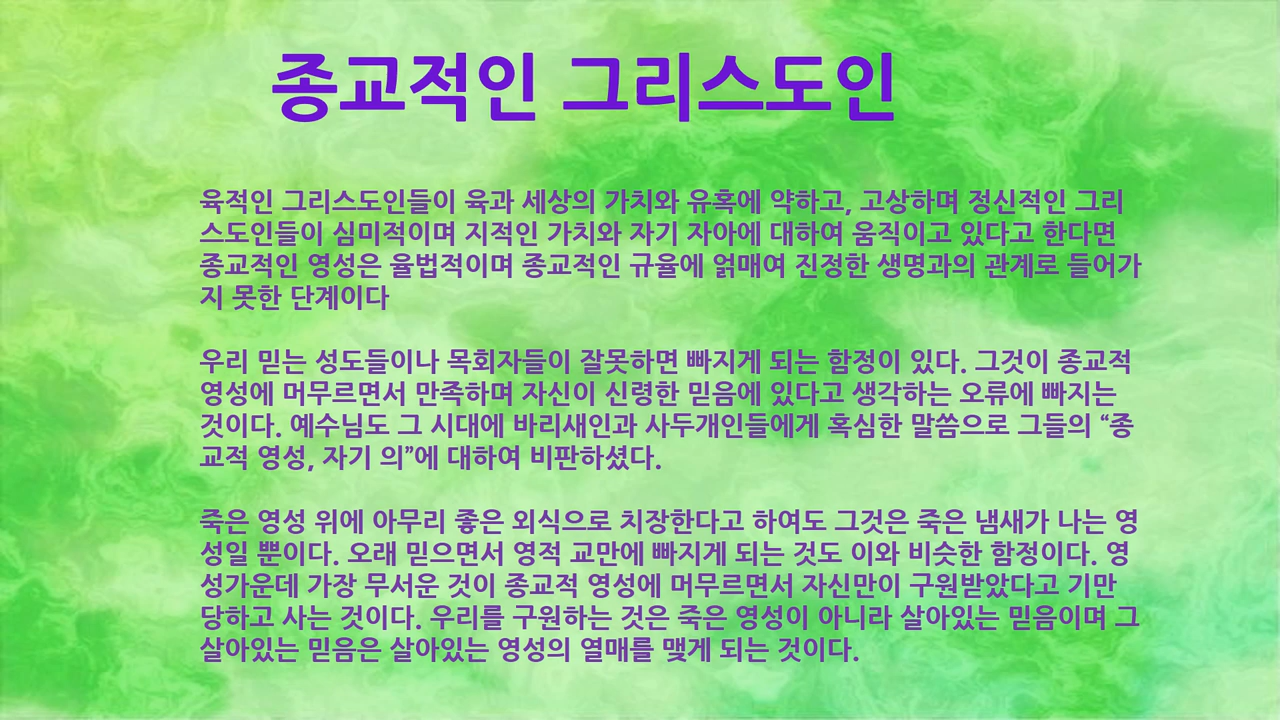 종교적인 그리스도인
육적인 그리스도인들이 육과 세상의 가치와 유혹에 약하고, 고상하며 정신적인 그리
스도인들이 심미적이며 지적인 가치와 자기 자아에 대하여 움직이고 있다고 한다면
종교적인 영성은 율법적이며 종교적인 규율에 얽매여 진정한 생명과의 관계로 들어가
지 못한 단계이다
우리 믿는 성도들이나 목회자들이 잘못하면 빠지게 되는 함정이 있다. 그것이 종교적
영성에 머무르면서 만족하며 자신이 신령한 믿음에 있다고 생각하는 오류에 빠지는
것이다. 예수님도 그 시대에 바리새인과 사두개인들에게 혹심한 말씀으로 그들의 “종
교적 영성, 자기 의”에 대하여 비판하셨다.
죽은 영성 위에 아무리 좋은 외식으로 치장한다고 하여도 그것은 죽은 냄새가 나는 영
성일 뿐이다. 오래 믿으면서 영적 교만에 빠지게 되는 것도 이와 비슷한 함정이다. 영
성가운데 가장 무서운 것이 종교적 영성에 머무르면서 자신만이 구원받았다고 기만
당하고 사는 것이다. 우리를 구원하는 것은 죽은 영성이 아니라 살아있는 믿음이며 그
살아있는 믿음은 살아있는 영성의 열매를 맺게 되는 것이다.